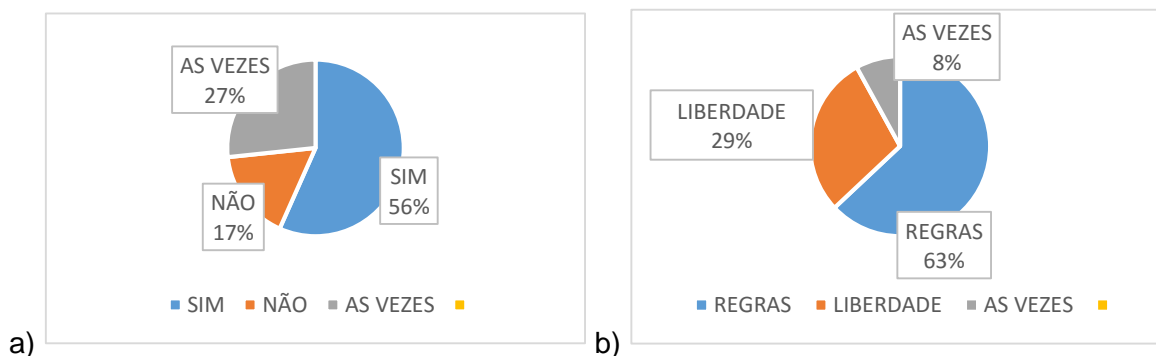 AS VEZES
27%
NÃO
17%
SIM
56%
SIM NÃO AS VEZES
a)
AS VEZES
8%
LIBERDADE
29%
REGRAS
63%
REGRAS LIBERDADE AS VEZES
b)